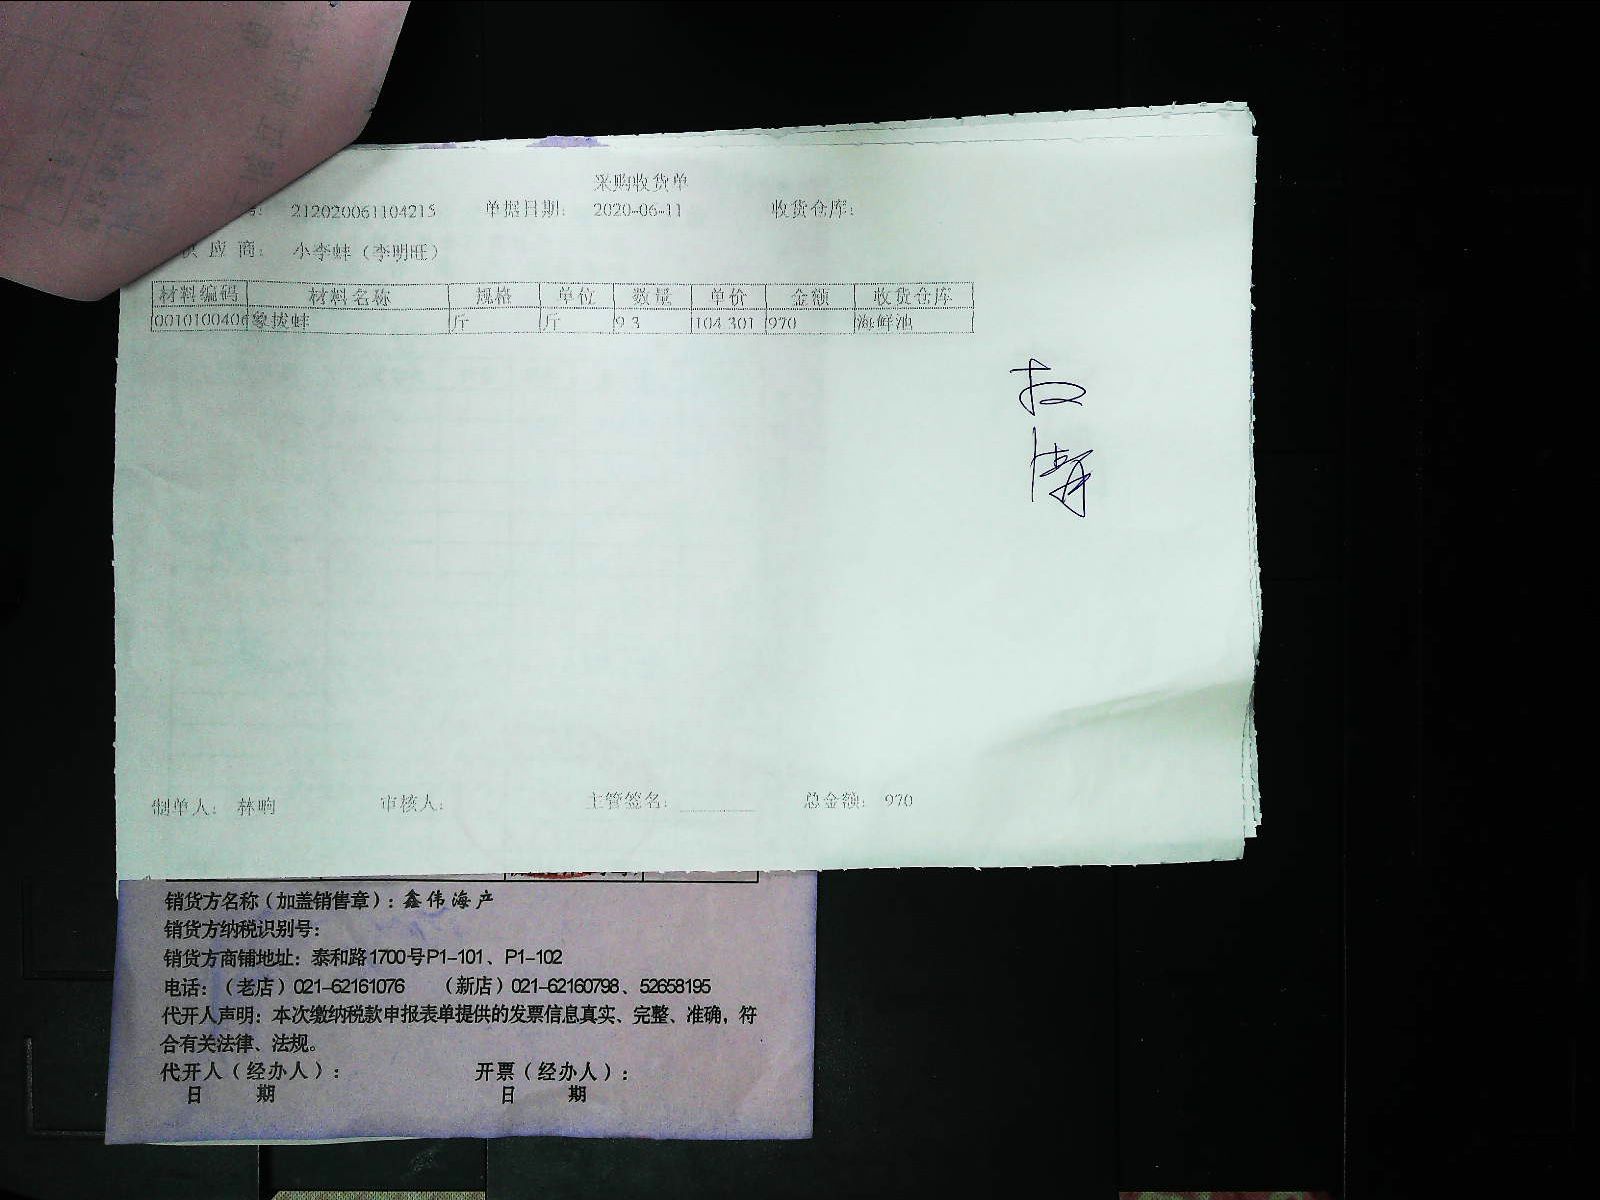 采购收货单
212020061104215 单据日期: 2020-06-11 收货仓库:
供应商: 小李蚌(李明旺)
材料编码 材料名称 规格 单位 数量 单价 金额 收货仓库
0010100406 象拔蚌 斤 斤 9.3 104.301 970 海鲜池
制单人: 林晌 审核人: 主管签名: 总金额: 970
销货方名称(加盖销售章):鑫伟海产
销货方纳税识别号:
销货方商铺地址:泰和路1700号P1-101、P1-102
电话:(老店)021-62161076 (新店)021-62160798、52658195
代开人声明:本次缴纳税款申报表单提供的发票信息真实、完整、准确,符
合有关法律、法规。
代开人(经办人): 开票(经办人):
日 期 日 期